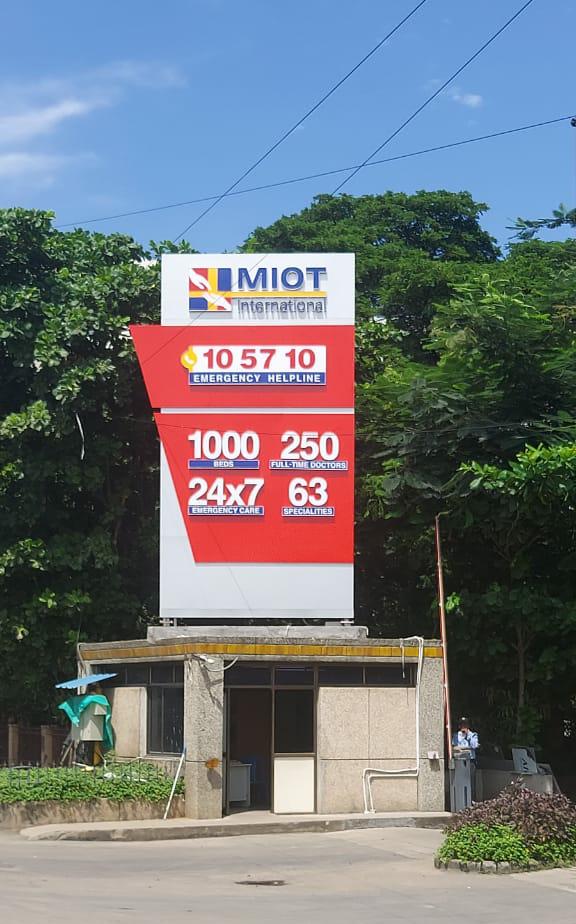 MIOT
International
10 57 10
EMERGENCY HELPLINE
1000 250
BEDS FULL-TIME DOCTORS
24x7 63
EMERGENCY CARE SPECIALITIES